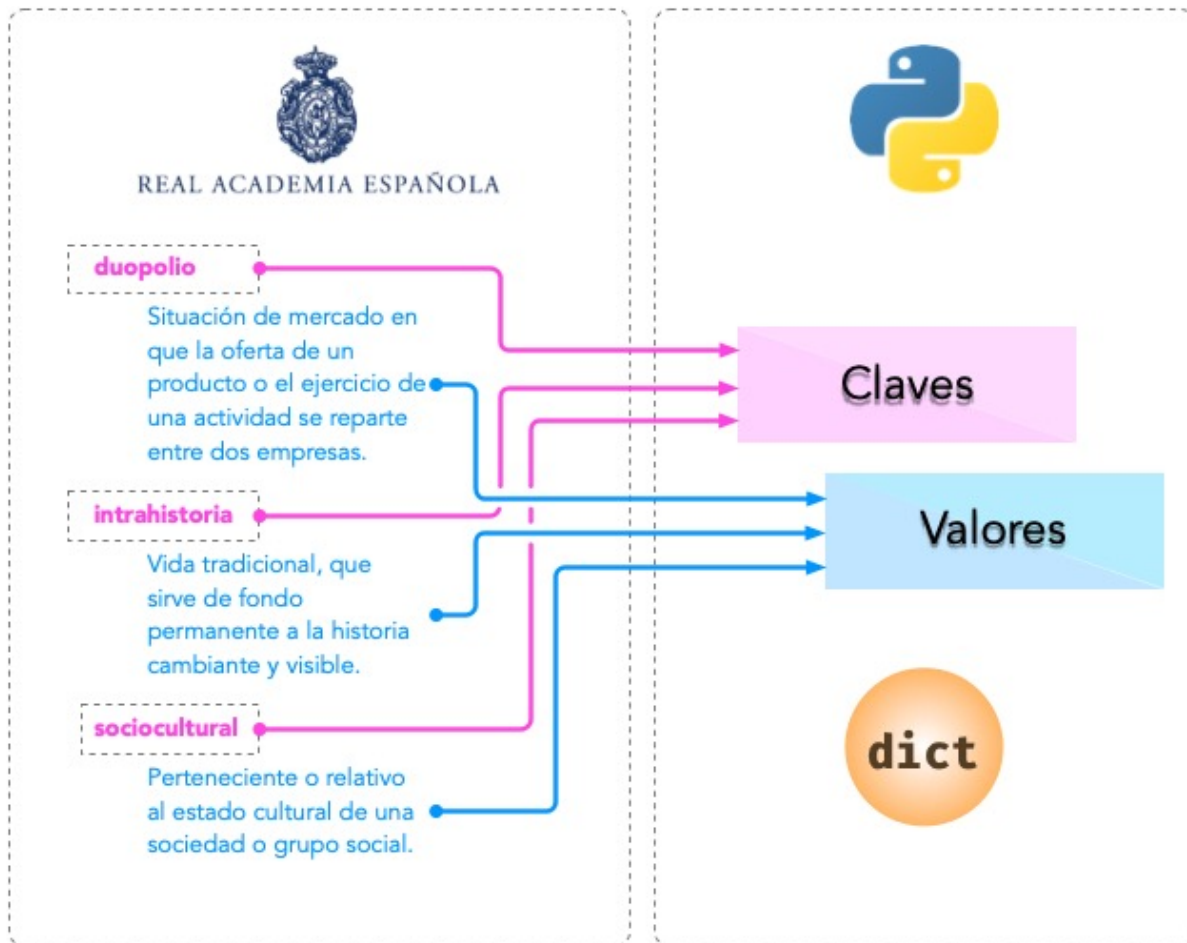 REAL ACADEMIA ESPAÑOLA
duopolio
Situación de mercado en
que la oferta de un
producto o el ejercicio de
una actividad se reparte
entre dos empresas.
intrahistoria
Vida tradicional, que
sirve de fondo
permanente a la historia
cambiante y visible.
sociocultural
Perteneciente o relativo
al estado cultural de una
sociedad o grupo social.
Claves
Valores
dict